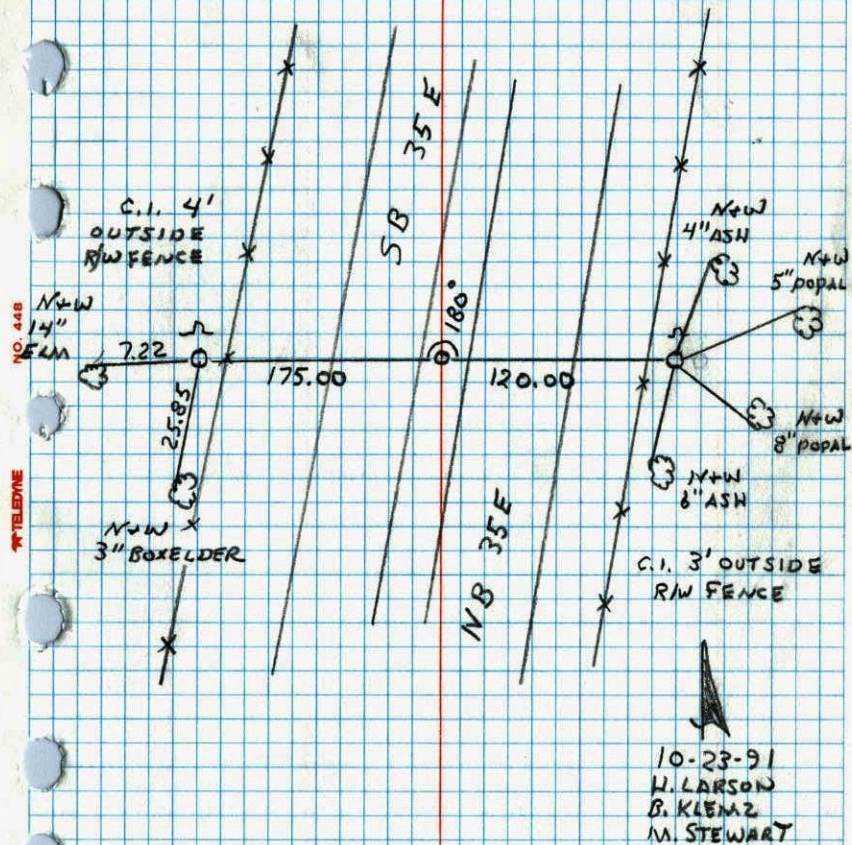 SB 35E
C.I. 4'
OUTSIDE
R/W FENCE
N+W
4" ASH
N+W
5" POPAL
NO. 448
N+W
14"
ELM
7.22
180°
175.00
120.00
25.85
N+W
8" POPAL
N+W
6" ASH
TELEDYNE
N+W
3" BOXELDER
NB 35E
C.I. 3' OUTSIDE
R/W FENCE
10-23-91
H. LARSON
B. KLEMZ
M. STEWART